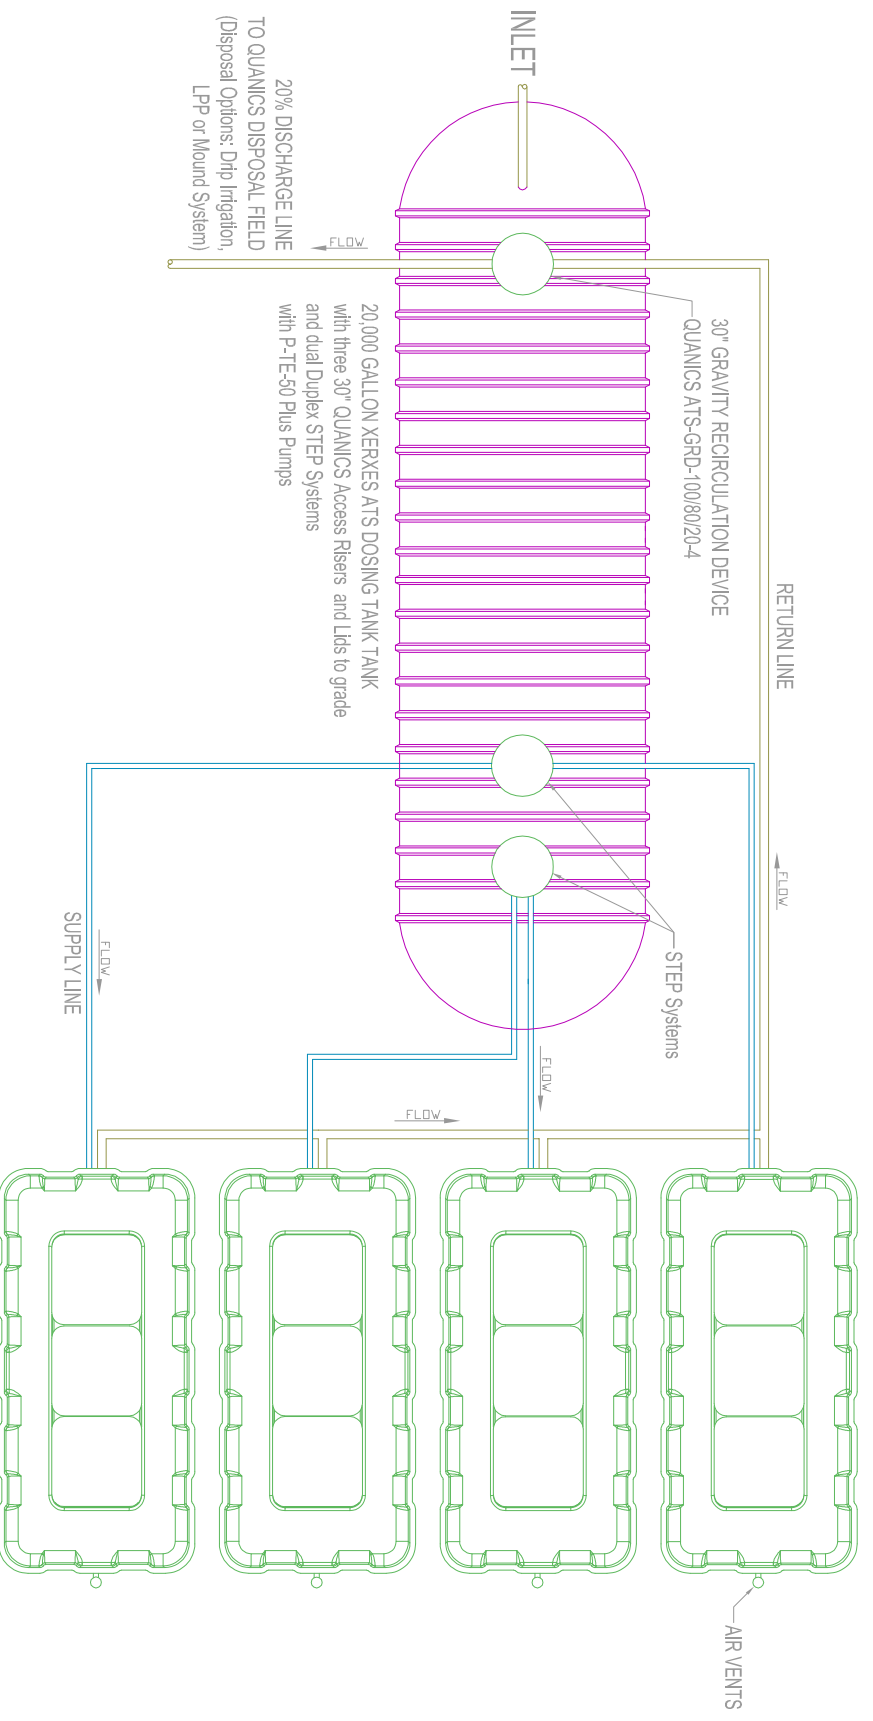 INLET
20% DISCHARGE LINE
TO QUANICS DISPOSAL FIELD
(Disposal Options: Drip Irrigation,
LPP or Mound System)
FLOW
30" GRAVITY RECIRCULATION DEVICE
QUANICS ATS-GRD-100/80/20-4
20,000 GALLON XERXES ATS DOSING TANK TANK
with three 30" QUANICS Access Risers and Lids to grade
and dual Duplex STEP Systems
with P-TE-50 Plus Pumps
RETURN LINE
FLOW
STEP Systems
SUPPLY LINE
FLOW
FLOW
FLOW
AIR VENTS